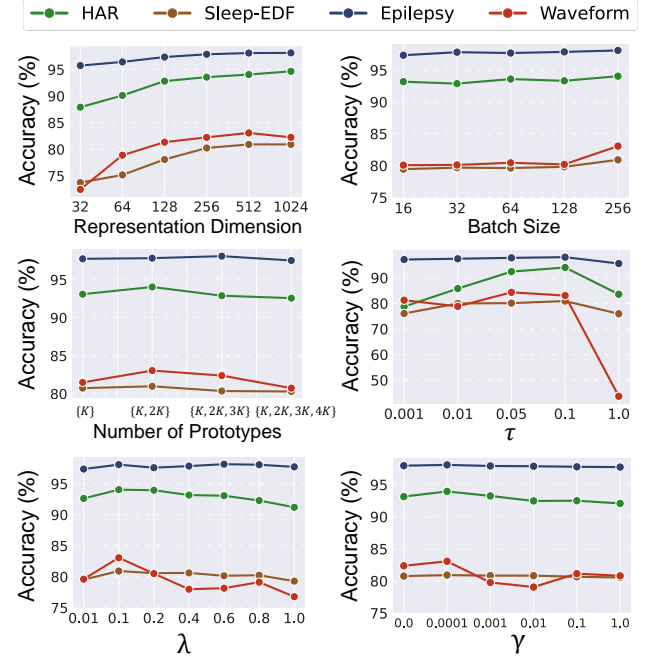 HAR Sleep-EDF Epilepsy Waveform
Accuracy (%)
95
90
85
80
75
32 64 128 256 512 1024
Representation Dimension
Accuracy (%)
95
90
85
80
75
16 32 64 128 256
Batch Size
Accuracy (%)
95
90
85
80
{K} {K, 2K} {K, 2K, 3K} {K, 2K, 3K, 4K}
Number of Prototypes
Accuracy (%)
90
80
70
60
50
0.001 0.01 0.05 0.1 1.0
τ
Accuracy (%)
95
90
85
80
75
0.01 0.1 0.2 0.4 0.6 0.8 1.0
λ
Accuracy (%)
95
90
85
80
75
0.0 0.0001 0.001 0.01 0.1 1.0
γ